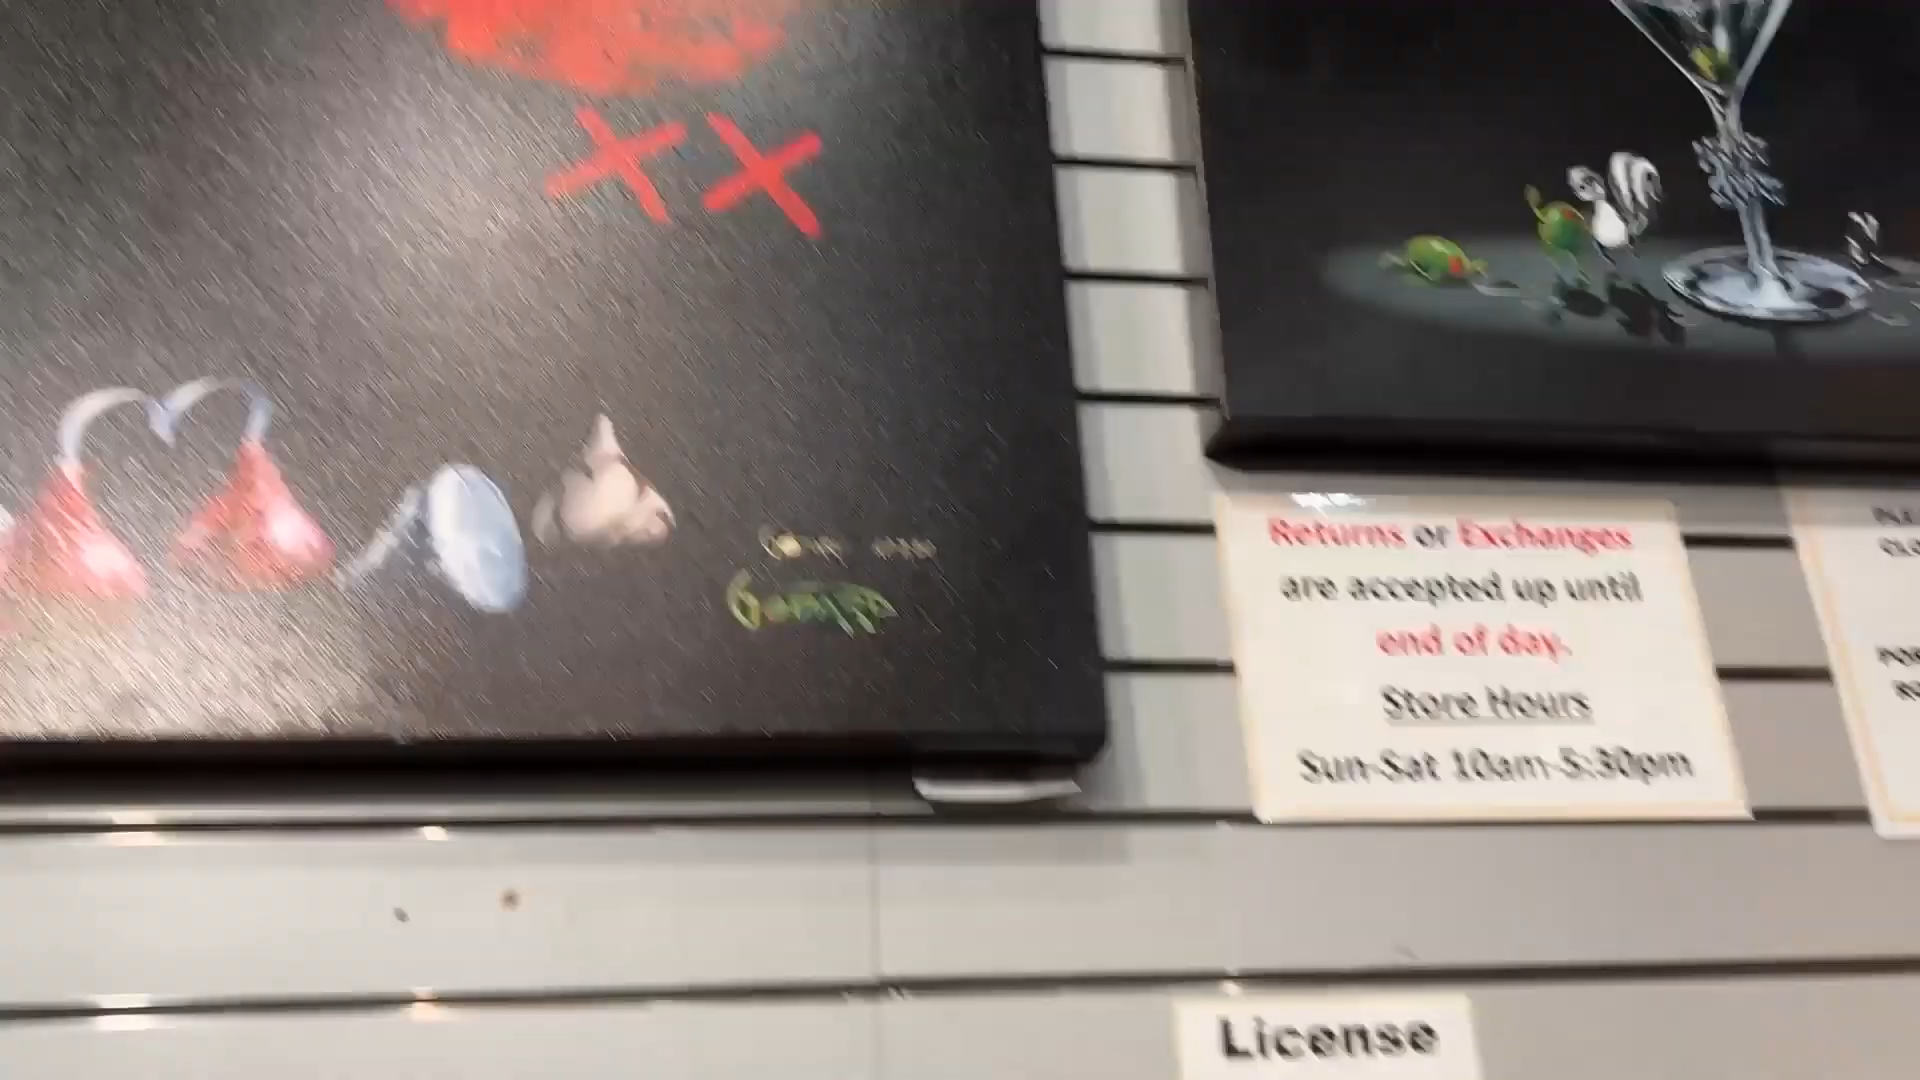 XX
Returns or Exchanges
are accepted up until
end of day.
Store Hours
Sun-Sat 10am-5:30pm
License